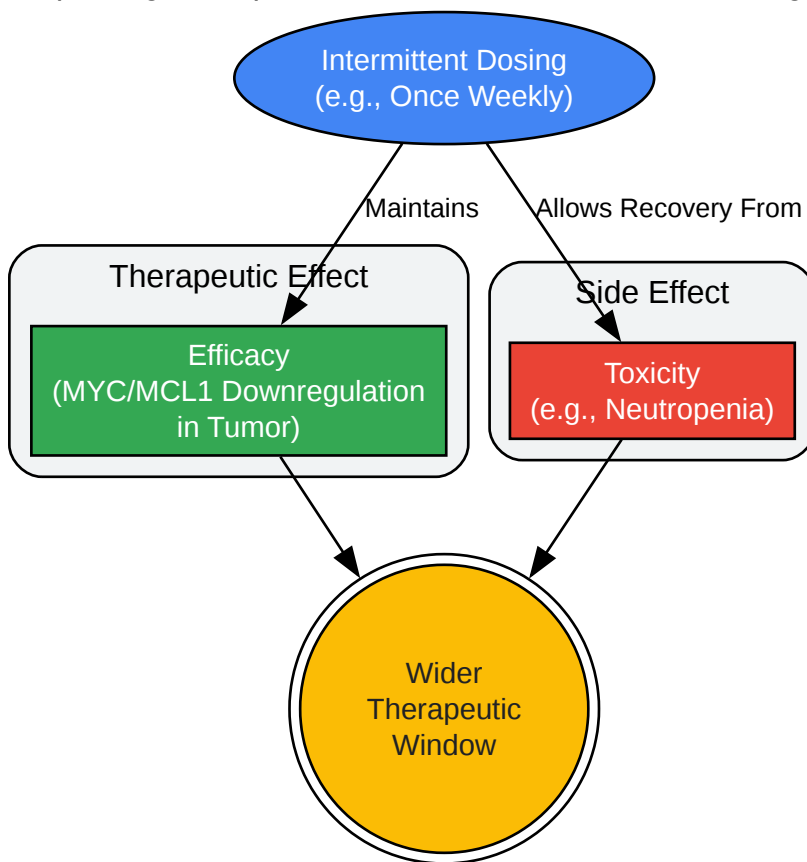 Intermittent Dosing
(e.g., Once Weekly)
Maintains
Allows Recovery From
Therapeutic Effect
Efficacy
(MYC/MCL1 Downregulation
in Tumor)
Side Effect
Toxicity
(e.g., Neutropenia)
Wider
Therapeutic
Window